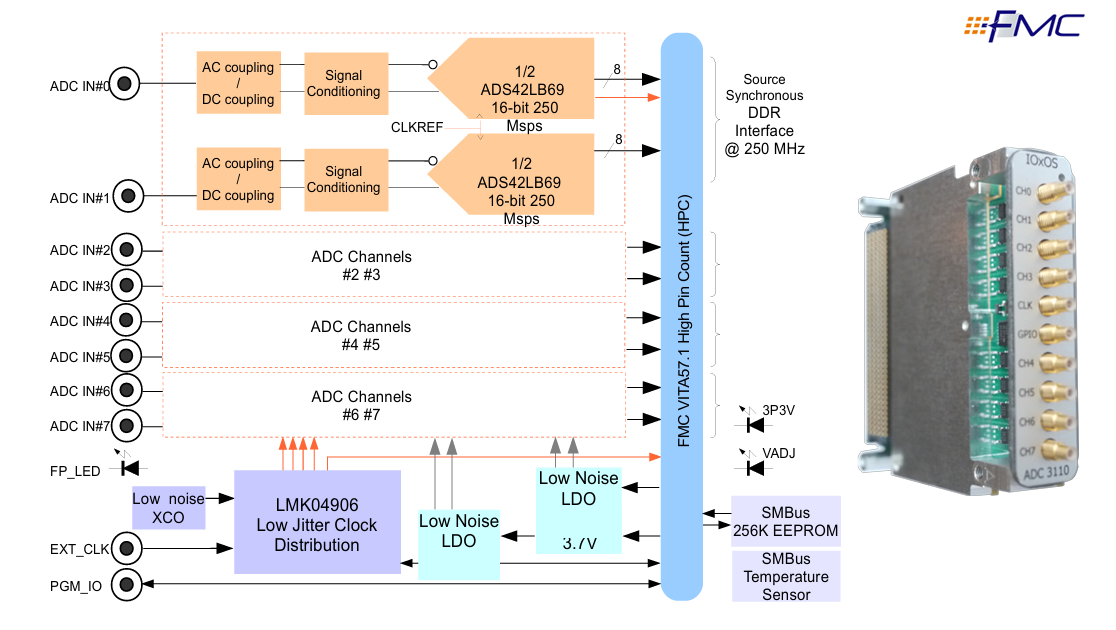 FMC
ADC IN#0
AC coupling
/
DC coupling
Signal
Conditioning
1/2
ADS42LB69
16-bit 250
Msps
8
CLKREF
ADC IN#1
AC coupling
/
DC coupling
Signal
Conditioning
1/2
ADS42LB69
16-bit 250
Msps
8
Source
Synchronous
DDR
Interface
@ 250 MHz
ADC IN#2
ADC IN#3
ADC Channels
#2 #3
ADC IN#4
ADC IN#5
ADC Channels
#4 #5
ADC IN#6
ADC IN#7
ADC Channels
#6 #7
FMC VITA57.1 High Pin Count (HPC)
3P3V
VADJ
FP_LED
Low noise
XCO
LMK04906
Low Jitter Clock
Distribution
Low Noise
LDO
Low Noise
LDO
3.7V
EXT_CLK
PGM_IO
SMBus
256K EEPROM
SMBus
Temperature
Sensor
IOxOS
CH0
CH1
CH2
CH3
CLK
GPIO
CH4
CH5
CH6
CH7
ADC 3110